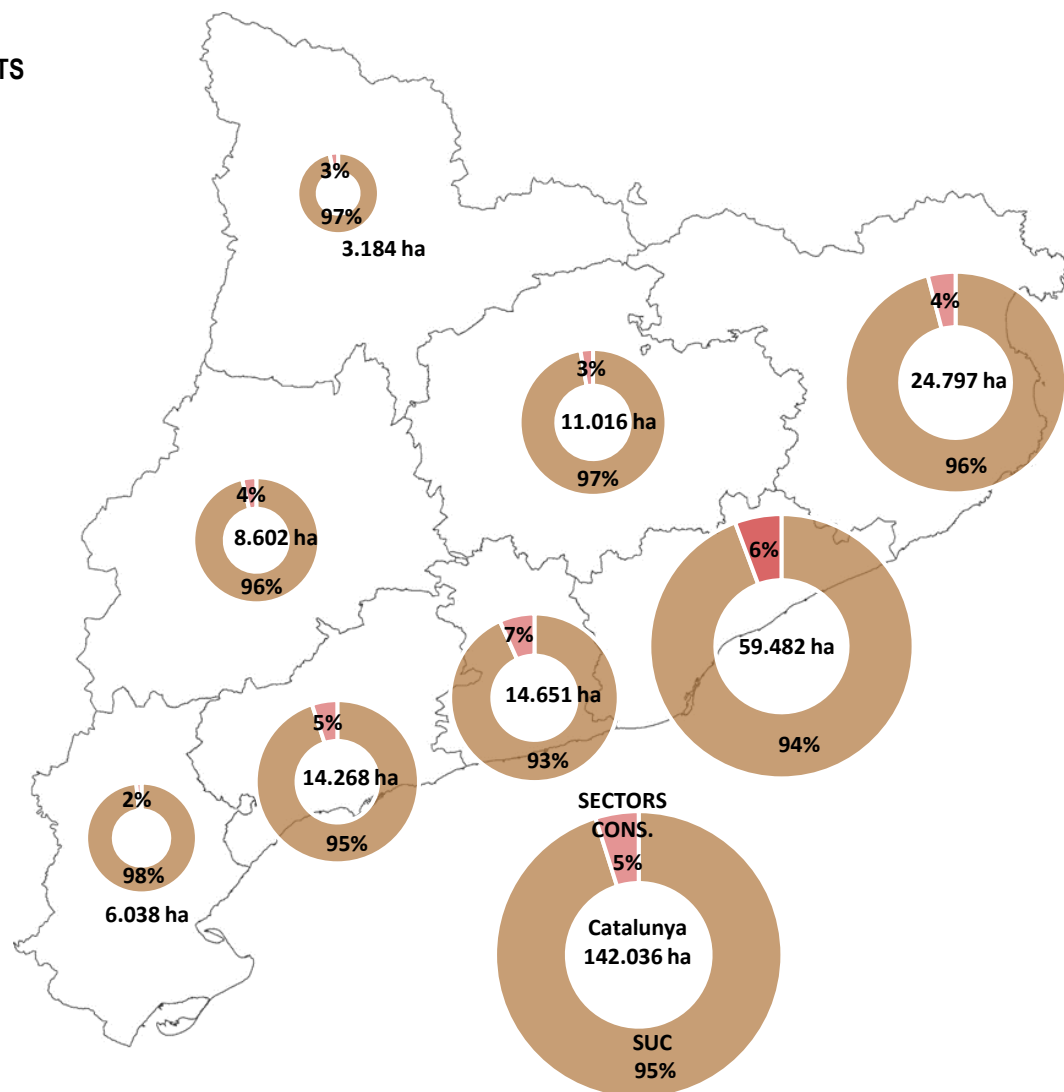 TS
3%
97%
3.184 ha
4%
24.797 ha
96%
3%
11.016 ha
97%
4%
8.602 ha
96%
6%
59.482 ha
94%
7%
14.651 ha
93%
5%
14.268 ha
95%
2%
98%
6.038 ha
SECTORS
CONS.
5%
Catalunya
142.036 ha
SUC
95%